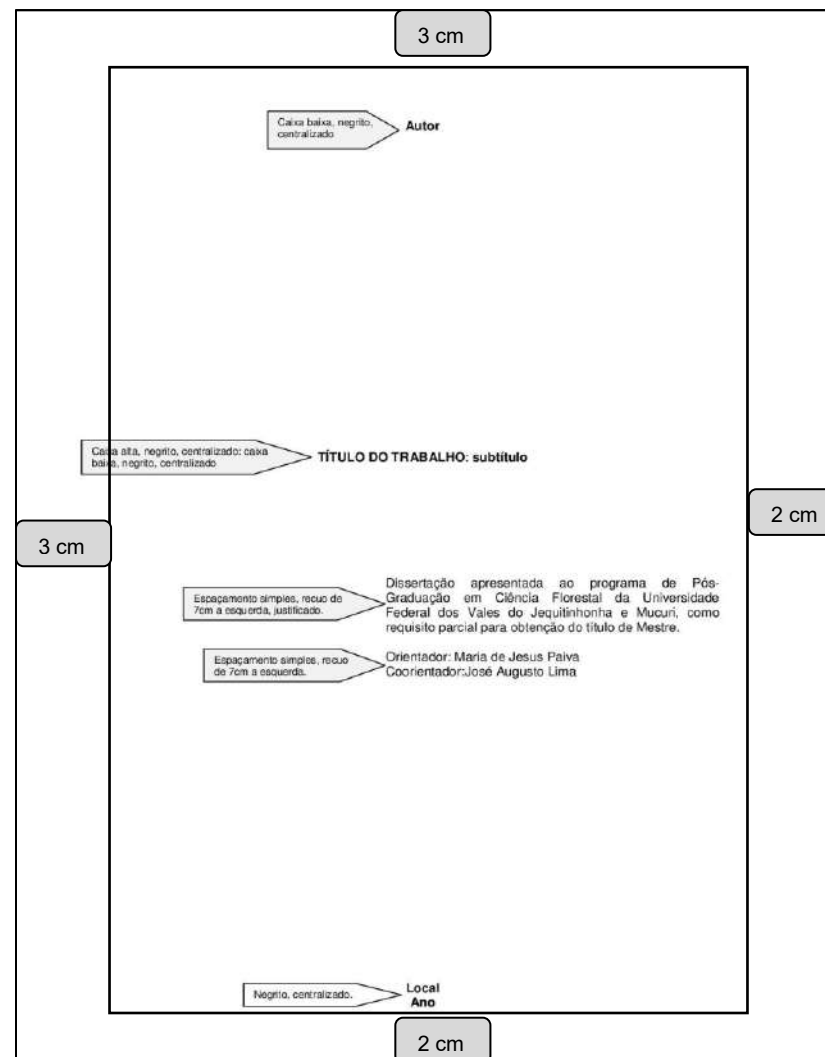 3 cm
Caixa baixa, negrito,
centralizado
Autor
Caixa alta, negrito, centralizado: caixa
baixa, negrito, centralizado
TÍTULO DO TRABALHO: subtítulo
2 cm
3 cm
Espaçamento simples, recuo de
7cm a esquerda, justificado.
Dissertação apresentada ao programa de Pós-
Graduação em Ciência Florestal da Universidade
Federal dos Vales do Jequitinhonha e Mucuri, como
requisito parcial para obtenção do título de Mestre.
Espaçamento simples, recuo
de 7cm a esquerda.
Orientador: Maria de Jesus Paiva
Coorientador:José Augusto Lima
Negrito, centralizado.
Local
Ano
2 cm